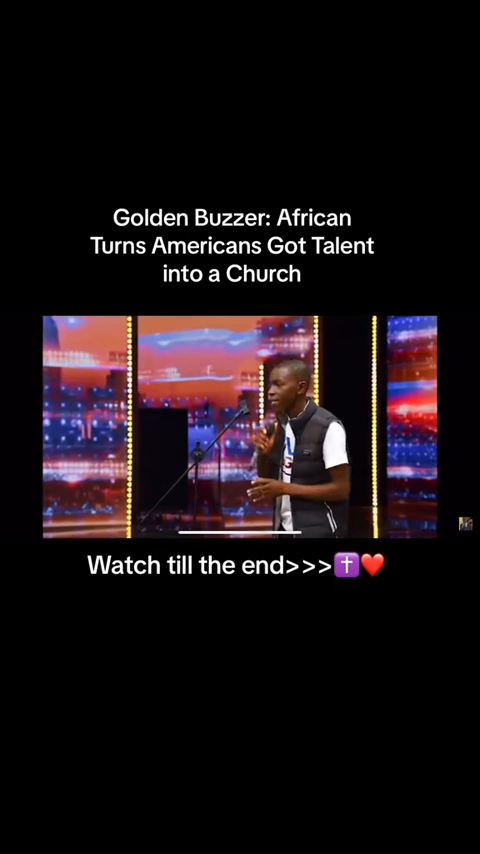 Golden Buzzer: African
Turns Americans Got Talent
into a Church
Watch till the end>>>✝️❤️